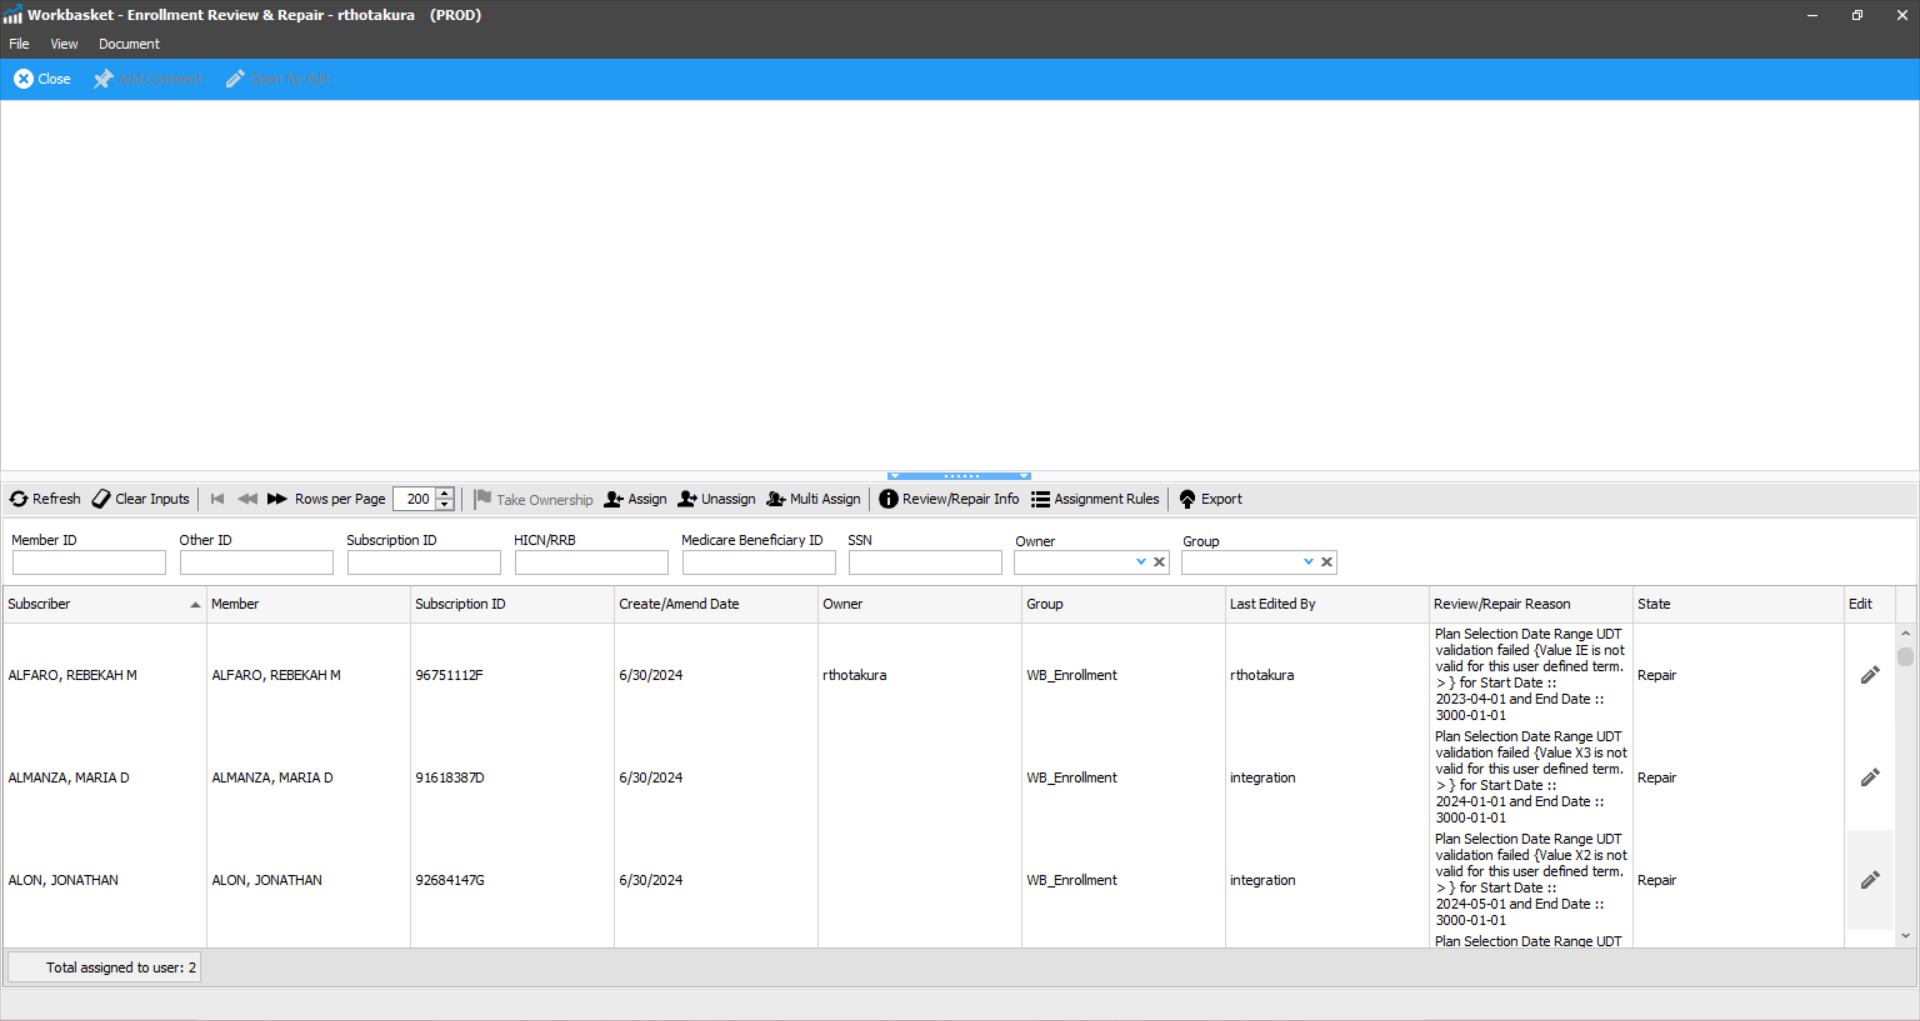 Workbasket - Enrollment Review & Repair - rthotakura (PROD)
File View Document
Close Add Comment Open for Edit
Refresh Clear Inputs Rows per Page 200 Take Ownership Assign Unassign Multi Assign Review/Repair Info Assignment Rules Export
Member ID Other ID Subscription ID HICN/RRB Medicare Beneficiary ID SSN Owner Group
Subscriber Member Subscription ID Create/Amend Date Owner Group Last Edited By Review/Repair Reason State Edit
ALFARO, REBEKAH M ALFARO, REBEKAH M 96751112F 6/30/2024 rthotakura WB_Enrollment rthotakura
Plan Selection Date Range UDT
validation failed {Value IE is not
valid for this user defined term.
> } for Start Date ::
2023-04-01 and End Date ::
3000-01-01
Repair
ALMANZA, MARIA D ALMANZA, MARIA D 91618387D 6/30/2024 WB_Enrollment integration
Plan Selection Date Range UDT
validation failed {Value X3 is not
valid for this user defined term.
> } for Start Date ::
2024-01-01 and End Date ::
3000-01-01
Repair
ALON, JONATHAN ALON, JONATHAN 92684147G 6/30/2024 WB_Enrollment integration
Plan Selection Date Range UDT
validation failed {Value X2 is not
valid for this user defined term.
> } for Start Date ::
2024-05-01 and End Date ::
3000-01-01
Repair
Plan Selection Date Range UDT
Total assigned to user: 2